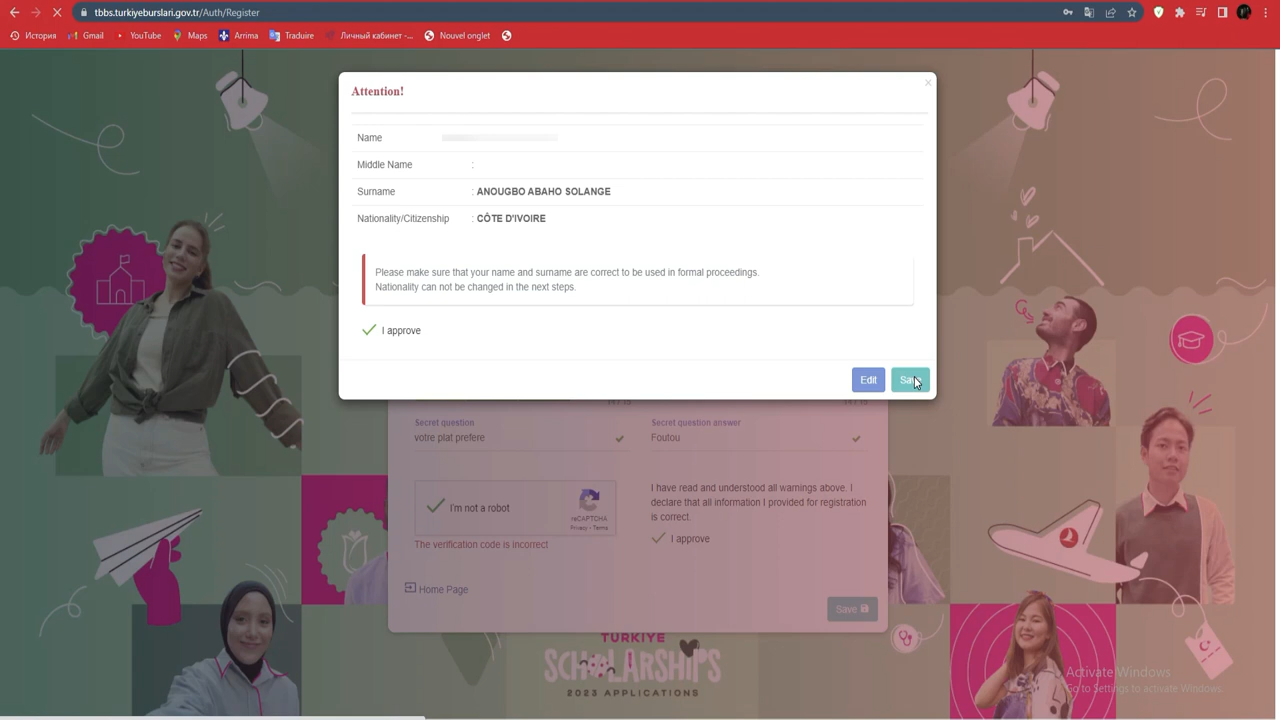 tbbs.turkiyeburslari.gov.tr/Auth/Register
История Gmail YouTube Maps Arrima Traduire Личный кабинет -... Nouvel onglet
Attention!
×
Name
Middle Name :
Surname : ANOUGBO ABAHO SOLANGE
Nationality/Citizenship : CÔTE D'IVOIRE
Please make sure that your name and surname are correct to be used in formal proceedings.
Nationality can not be changed in the next steps.
I approve
Edit
Secret question Secret question answer
votre plat prefere Foutou
I have read and understood all warnings above. I
declare that all information I provided for registration
is correct.
I approve
I'm not a robot
reCAPTCHA
Privacy - Terms
The verification code is incorrect
Home Page
Save
TÜRKİYE
SCHOLARSHIPS
2023 APPLICATIONS
Activate Windows
Go to Settings to activate Windows.